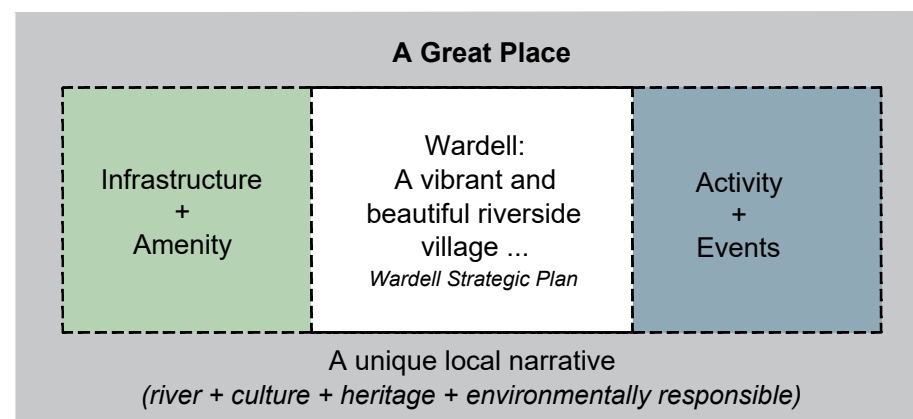 A Great Place
Infrastructure
+
Amenity
Wardell:
A vibrant and
beautiful riverside
village ...
Wardell Strategic Plan
Activity
+
Events
A unique local narrative
(river + culture + heritage + environmentally responsible)